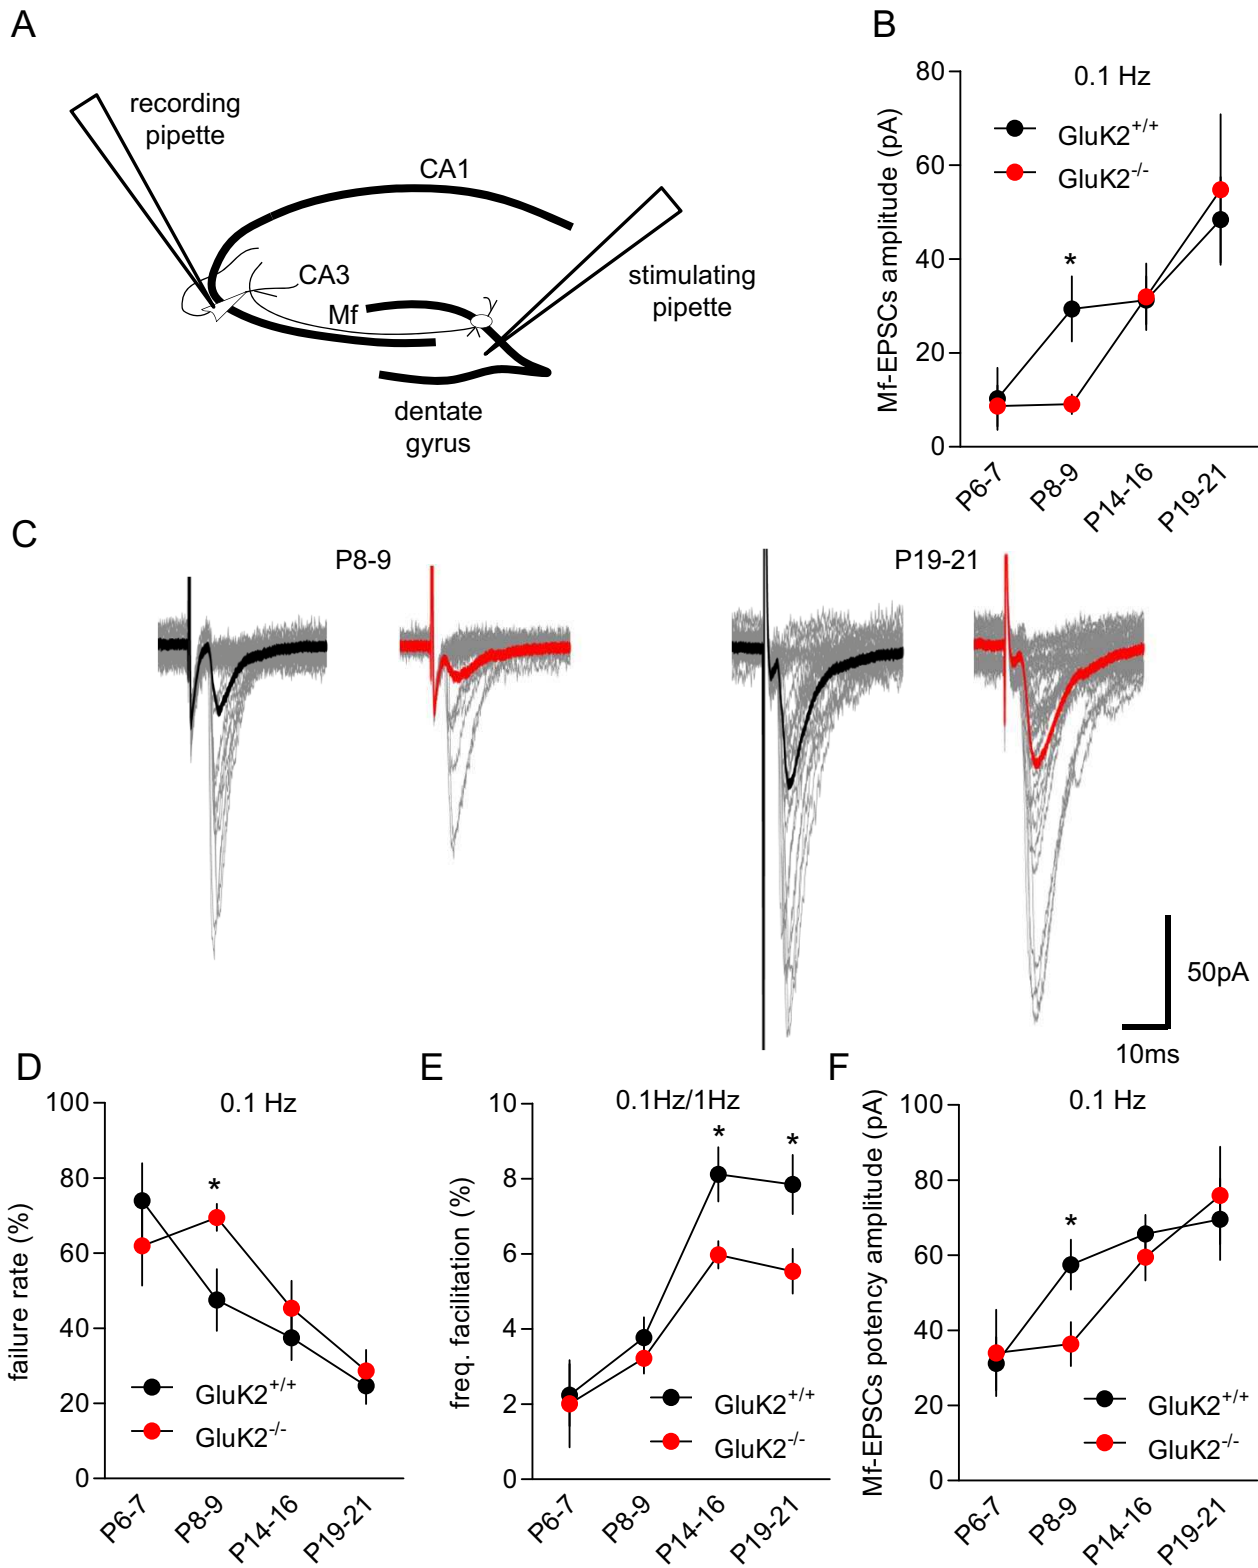 A
recording
pipette
CA1
CA3
Mf
stimulating
pipette
dentate
gyrus
B
0.1 Hz
GluK2+/+
GluK2-/-
Mf-EPSCs amplitude (pA)
80
60
40
20
0
*
P6-7
P8-9
P14-16
P19-21
C
P8-9
P19-21
50pA
10ms
D
0.1 Hz
failure rate (%)
100
80
60
40
20
0
*
GluK2+/+
GluK2-/-
P6-7
P8-9
P14-16
P19-21
E
0.1Hz/1Hz
freq. facilitation (%)
10
8
6
4
2
0
*
*
GluK2+/+
GluK2-/-
P6-7
P8-9
P14-16
P19-21
F
0.1 Hz
Mf-EPSCs potency amplitude (pA)
100
80
60
40
20
0
*
GluK2+/+
GluK2-/-
P6-7
P8-9
P14-16
P19-21